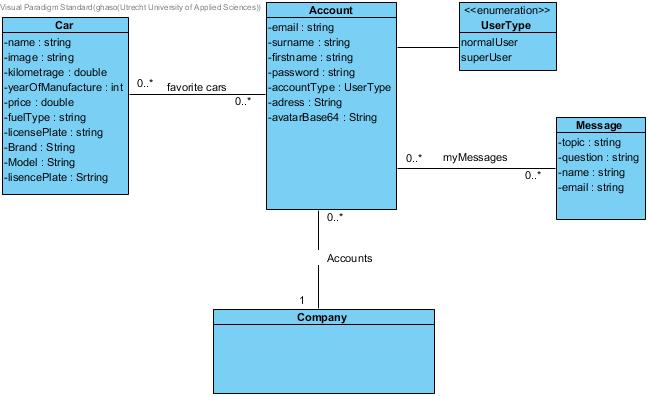 Visual Paradigm Standard(ghaso(Utrecht University of Applied Sciences))
Car
-name : string
-image : string
-kilometrage : double
-yearOfManufacture : int
-price : double
-fuelType : string
-licensePlate : string
-Brand : String
-Model : String
-lisencePlate : Srtring
0..*
favorite cars
0..*
Account
-email : string
-surname : string
-firstname : string
-password : string
-accountType : UserType
-adress : String
-avatarBase64 : String
<<enumeration>>
UserType
normalUser
superUser
0..*
myMessages
0..*
Message
-topic : string
-question : string
-name : string
-email : string
0..*
Accounts
1
Company